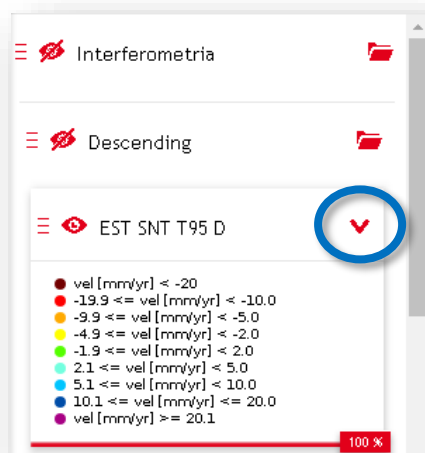 Interferometria
Descending
EST SNT T95 D
vel [mm/yr] < -20
-19.9 <= vel [mm/yr] < -10.0
-9.9 <= vel [mm/yr] < -5.0
-4.9 <= vel [mm/yr] < -2.0
-1.9 <= vel [mm/yr] < 2.0
2.1 <= vel [mm/yr] < 5.0
5.1 <= vel [mm/yr] < 10.0
10.1 <= vel [mm/yr] <= 20.0
vel [mm/yr] >= 20.1
100 %